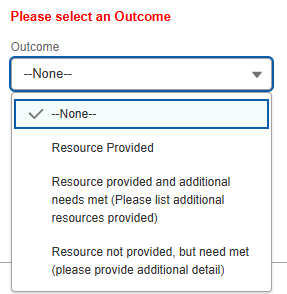 Please select an Outcome
Outcome
--None--
--None--
Resource Provided
Resource provided and additional
needs met (Please list additional
resources provided)
Resource not provided, but need met
(please provide additional detail)